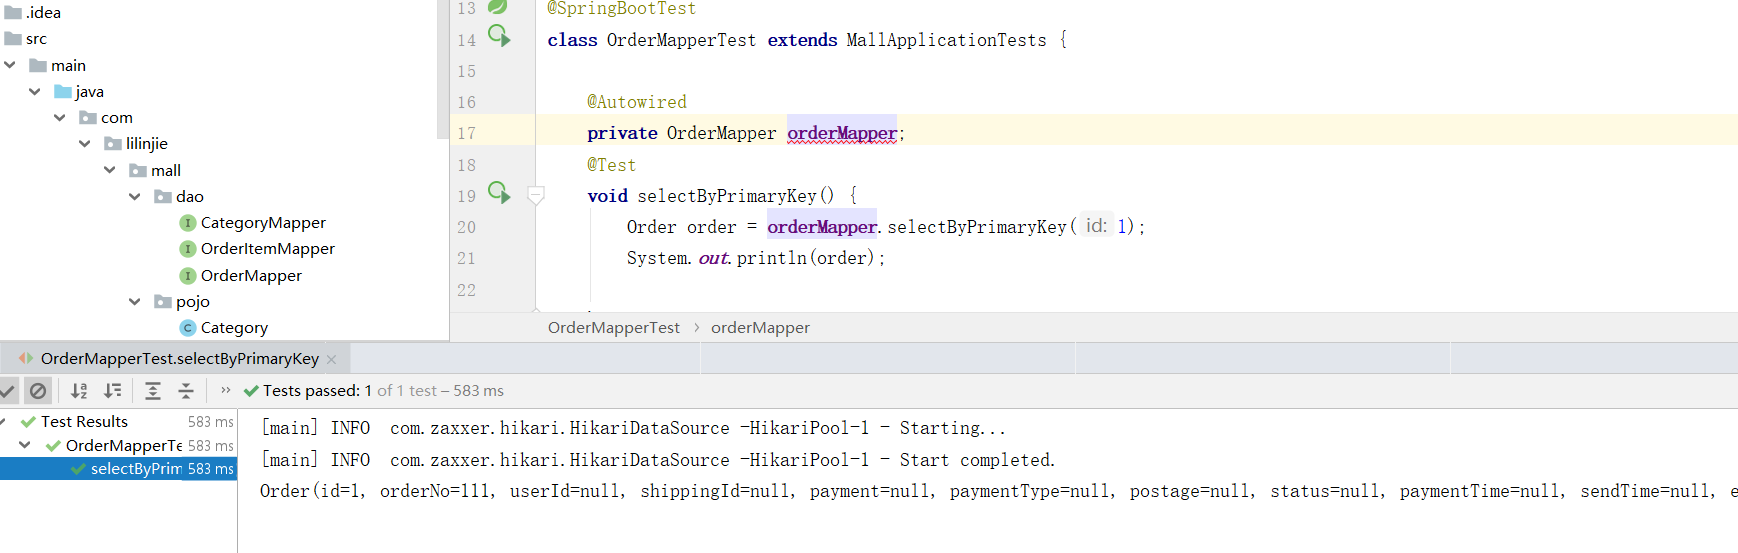 .idea
src
main
java
com
lilinjie
mall
dao
CategoryMapper
OrderItemMapper
OrderMapper
pojo
Category
13 @SpringBootTest
14 class OrderMapperTest extends MallApplicationTests {
15
16 @Autowired
17 private OrderMapper orderMapper;
18 @Test
19 void selectByPrimaryKey() {
20 Order order = orderMapper.selectByPrimaryKey( id: 1);
21 System.out.println(order);
22
OrderMapperTest › orderMapper
OrderMapperTest.selectByPrimaryKey ×
» Tests passed: 1 of 1 test – 583 ms
Test Results 583 ms
OrderMapperTe 583 ms
selectByPrim 583 ms
[main] INFO  com.zaxxer.hikari.HikariDataSource -HikariPool-1 - Starting...
[main] INFO  com.zaxxer.hikari.HikariDataSource -HikariPool-1 - Start completed.
Order(id=1, orderNo=111, userId=null, shippingId=null, payment=null, paymentType=null, postage=null, status=null, paymentTime=null, sendTime=null, e